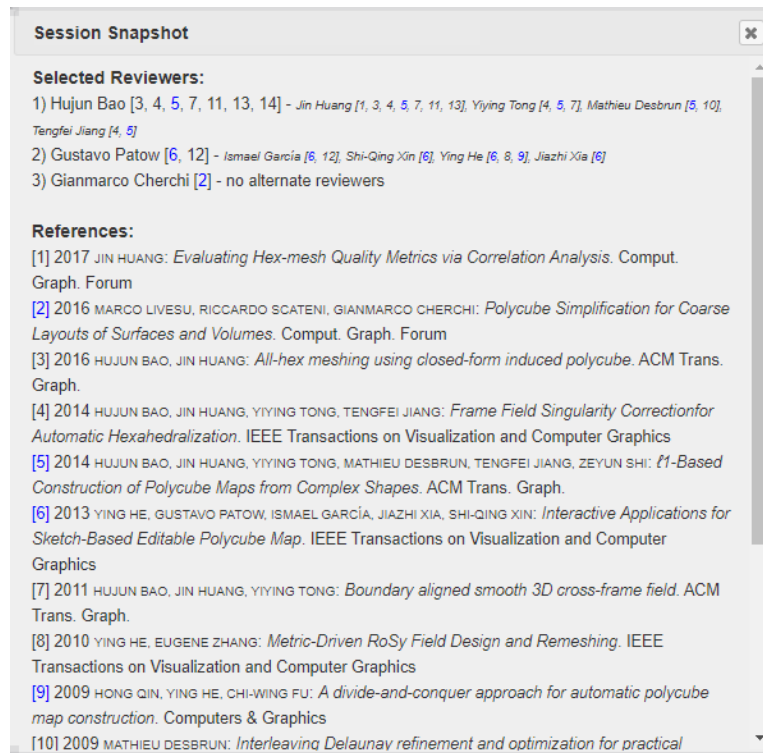 Session Snapshot
Selected Reviewers:
1) Hujun Bao [3, 4, 5, 7, 11, 13, 14] - Jin Huang [1, 3, 4, 5, 7, 11, 13], Yiying Tong [4, 5, 7], Mathieu Desbrun [5, 10],
Tengfei Jiang [4, 5]
2) Gustavo Patow [6, 12] - Ismael García [6, 12], Shi-Qing Xin [6], Ying He [6, 8, 9], Jiazhi Xia [6]
3) Gianmarco Cherchi [2] - no alternate reviewers
References:
[1] 2017 JIN HUANG: Evaluating Hex-mesh Quality Metrics via Correlation Analysis. Comput.
Graph. Forum
[2] 2016 MARCO LIVESU, RICCARDO SCATENI, GIANMARCO CHERCHI: Polycube Simplification for Coarse
Layouts of Surfaces and Volumes. Comput. Graph. Forum
[3] 2016 HUJUN BAO, JIN HUANG: All-hex meshing using closed-form induced polycube. ACM Trans.
Graph.
[4] 2014 HUJUN BAO, JIN HUANG, YIYING TONG, TENGFEI JIANG: Frame Field Singularity Correctionfor
Automatic Hexahedralization. IEEE Transactions on Visualization and Computer Graphics
[5] 2014 HUJUN BAO, JIN HUANG, YIYING TONG, MATHIEU DESBRUN, TENGFEI JIANG, ZEYUN SHI: ℓ1-Based
Construction of Polycube Maps from Complex Shapes. ACM Trans. Graph.
[6] 2013 YING HE, GUSTAVO PATOW, ISMAEL GARCÍA, JIAZHI XIA, SHI-QING XIN: Interactive Applications for
Sketch-Based Editable Polycube Map. IEEE Transactions on Visualization and Computer
Graphics
[7] 2011 HUJUN BAO, JIN HUANG, YIYING TONG: Boundary aligned smooth 3D cross-frame field. ACM
Trans. Graph.
[8] 2010 YING HE, EUGENE ZHANG: Metric-Driven RoSy Field Design and Remeshing. IEEE
Transactions on Visualization and Computer Graphics
[9] 2009 HONG QIN, YING HE, CHI-WING FU: A divide-and-conquer approach for automatic polycube
map construction. Computers & Graphics
[10] 2009 MATHIEU DESBRUN: Interleaving Delaunay refinement and optimization for practical